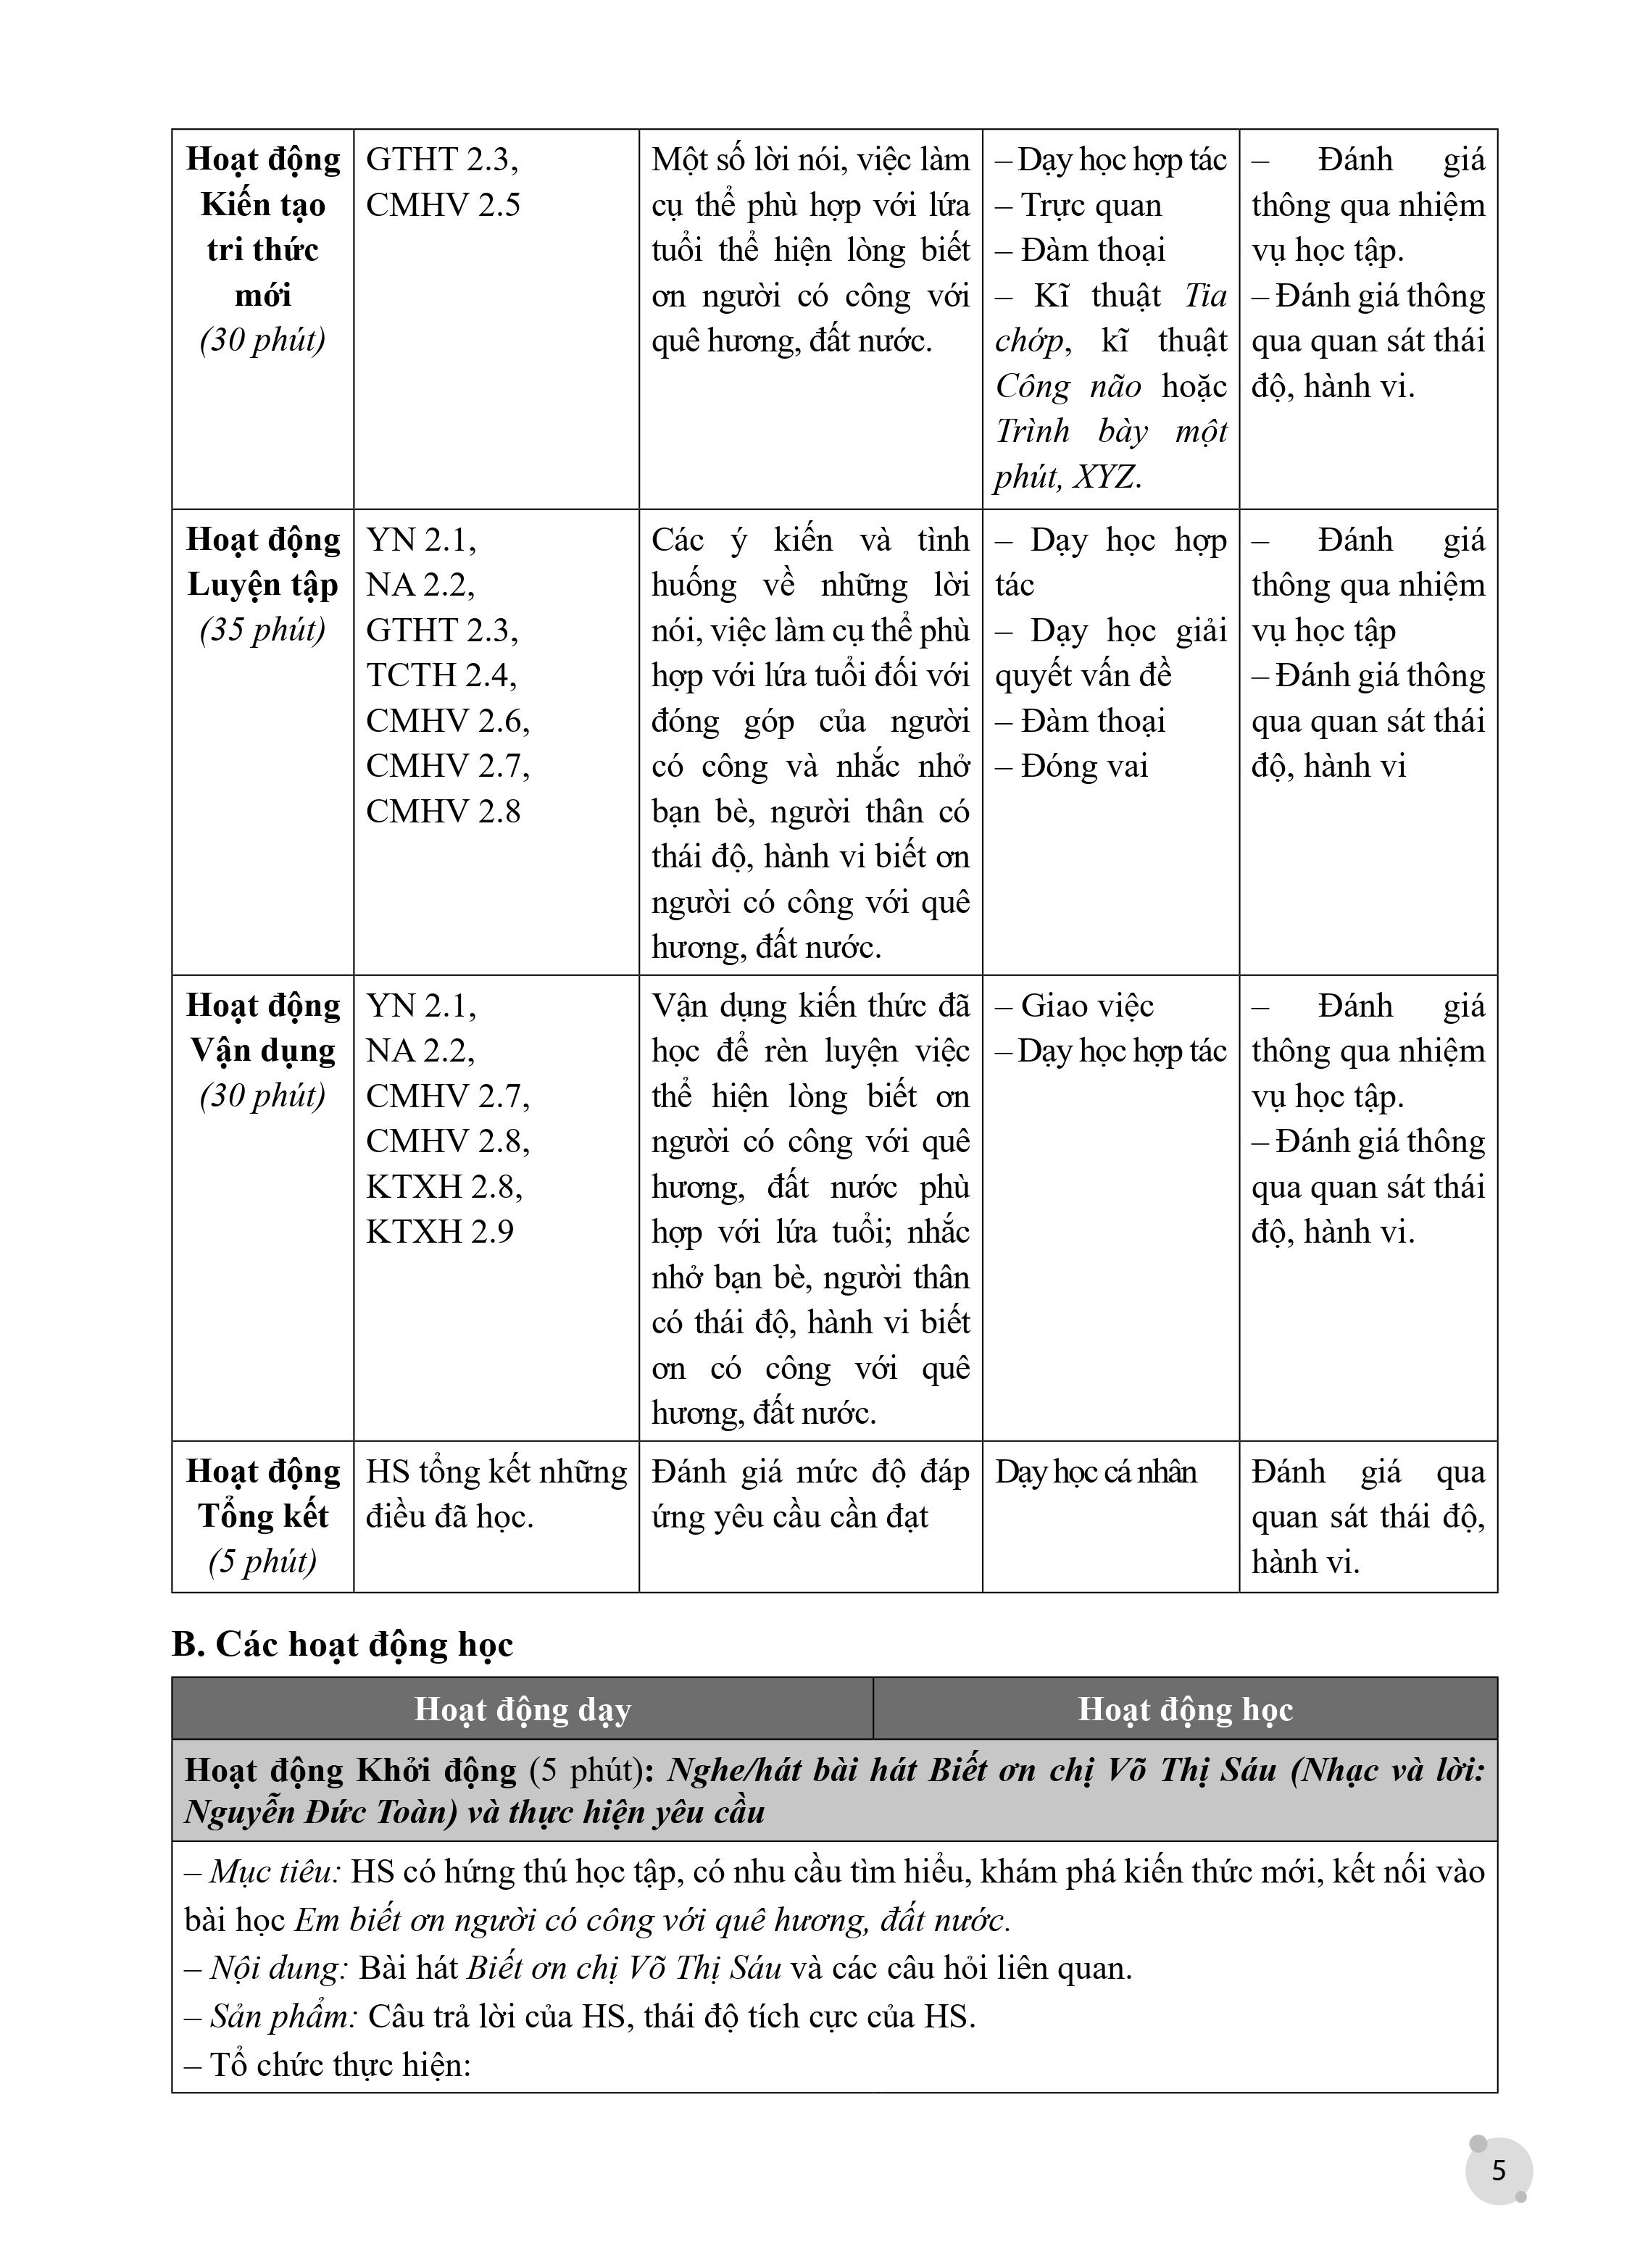 Hoạt động
Kiến tạo
tri thức
mới
(30 phút)
GTHT 2.3,
CMHV 2.5
Một số lời nói, việc làm
cụ thể phù hợp với lứa
tuổi thể hiện lòng biết
ơn người có công với
quê hương, đất nước.
– Dạy học hợp tác
– Trực quan
– Đàm thoại
– Kĩ thuật Tia
chớp, kĩ thuật
Công não hoặc
Trình bày một
phút, XYZ.
– Đánh giá
thông qua nhiệm
vụ học tập.
– Đánh giá thông
qua quan sát thái
độ, hành vi.
Hoạt động
Luyện tập
(35 phút)
YN 2.1,
NA 2.2,
GTHT 2.3,
TCTH 2.4,
CMHV 2.6,
CMHV 2.7,
CMHV 2.8
Các ý kiến và tình
huống về những lời
nói, việc làm cụ thể phù
hợp với lứa tuổi đối với
đóng góp của người
có công và nhắc nhở
bạn bè, người thân có
thái độ, hành vi biết ơn
người có công với quê
hương, đất nước.
– Dạy học hợp
tác
– Dạy học giải
quyết vấn đề
– Đàm thoại
– Đóng vai
– Đánh giá
thông qua nhiệm
vụ học tập
– Đánh giá thông
qua quan sát thái
độ, hành vi
Hoạt động
Vận dụng
(30 phút)
YN 2.1,
NA 2.2,
CMHV 2.7,
CMHV 2.8,
KTXH 2.8,
KTXH 2.9
Vận dụng kiến thức đã
học để rèn luyện việc
thể hiện lòng biết ơn
người có công với quê
hương, đất nước phù
hợp với lứa tuổi; nhắc
nhở bạn bè, người thân
có thái độ, hành vi biết
ơn có công với quê
hương, đất nước.
– Giao việc
– Dạy học hợp tác
– Đánh giá
thông qua nhiệm
vụ học tập.
– Đánh giá thông
qua quan sát thái
độ, hành vi.
Hoạt động
Tổng kết
(5 phút)
HS tổng kết những
điều đã học.
Đánh giá mức độ đáp
ứng yêu cầu cần đạt
Dạy học cá nhân
Đánh giá qua
quan sát thái độ,
hành vi.
B. Các hoạt động học
Hoạt động dạy
Hoạt động học
Hoạt động Khởi động (5 phút): Nghe/hát bài hát Biết ơn chị Võ Thị Sáu (Nhạc và lời:
Nguyễn Đức Toàn) và thực hiện yêu cầu
– Mục tiêu: HS có hứng thú học tập, có nhu cầu tìm hiểu, khám phá kiến thức mới, kết nối vào
bài học Em biết ơn người có công với quê hương, đất nước.
– Nội dung: Bài hát Biết ơn chị Võ Thị Sáu và các câu hỏi liên quan.
– Sản phẩm: Câu trả lời của HS, thái độ tích cực của HS.
– Tổ chức thực hiện:
5